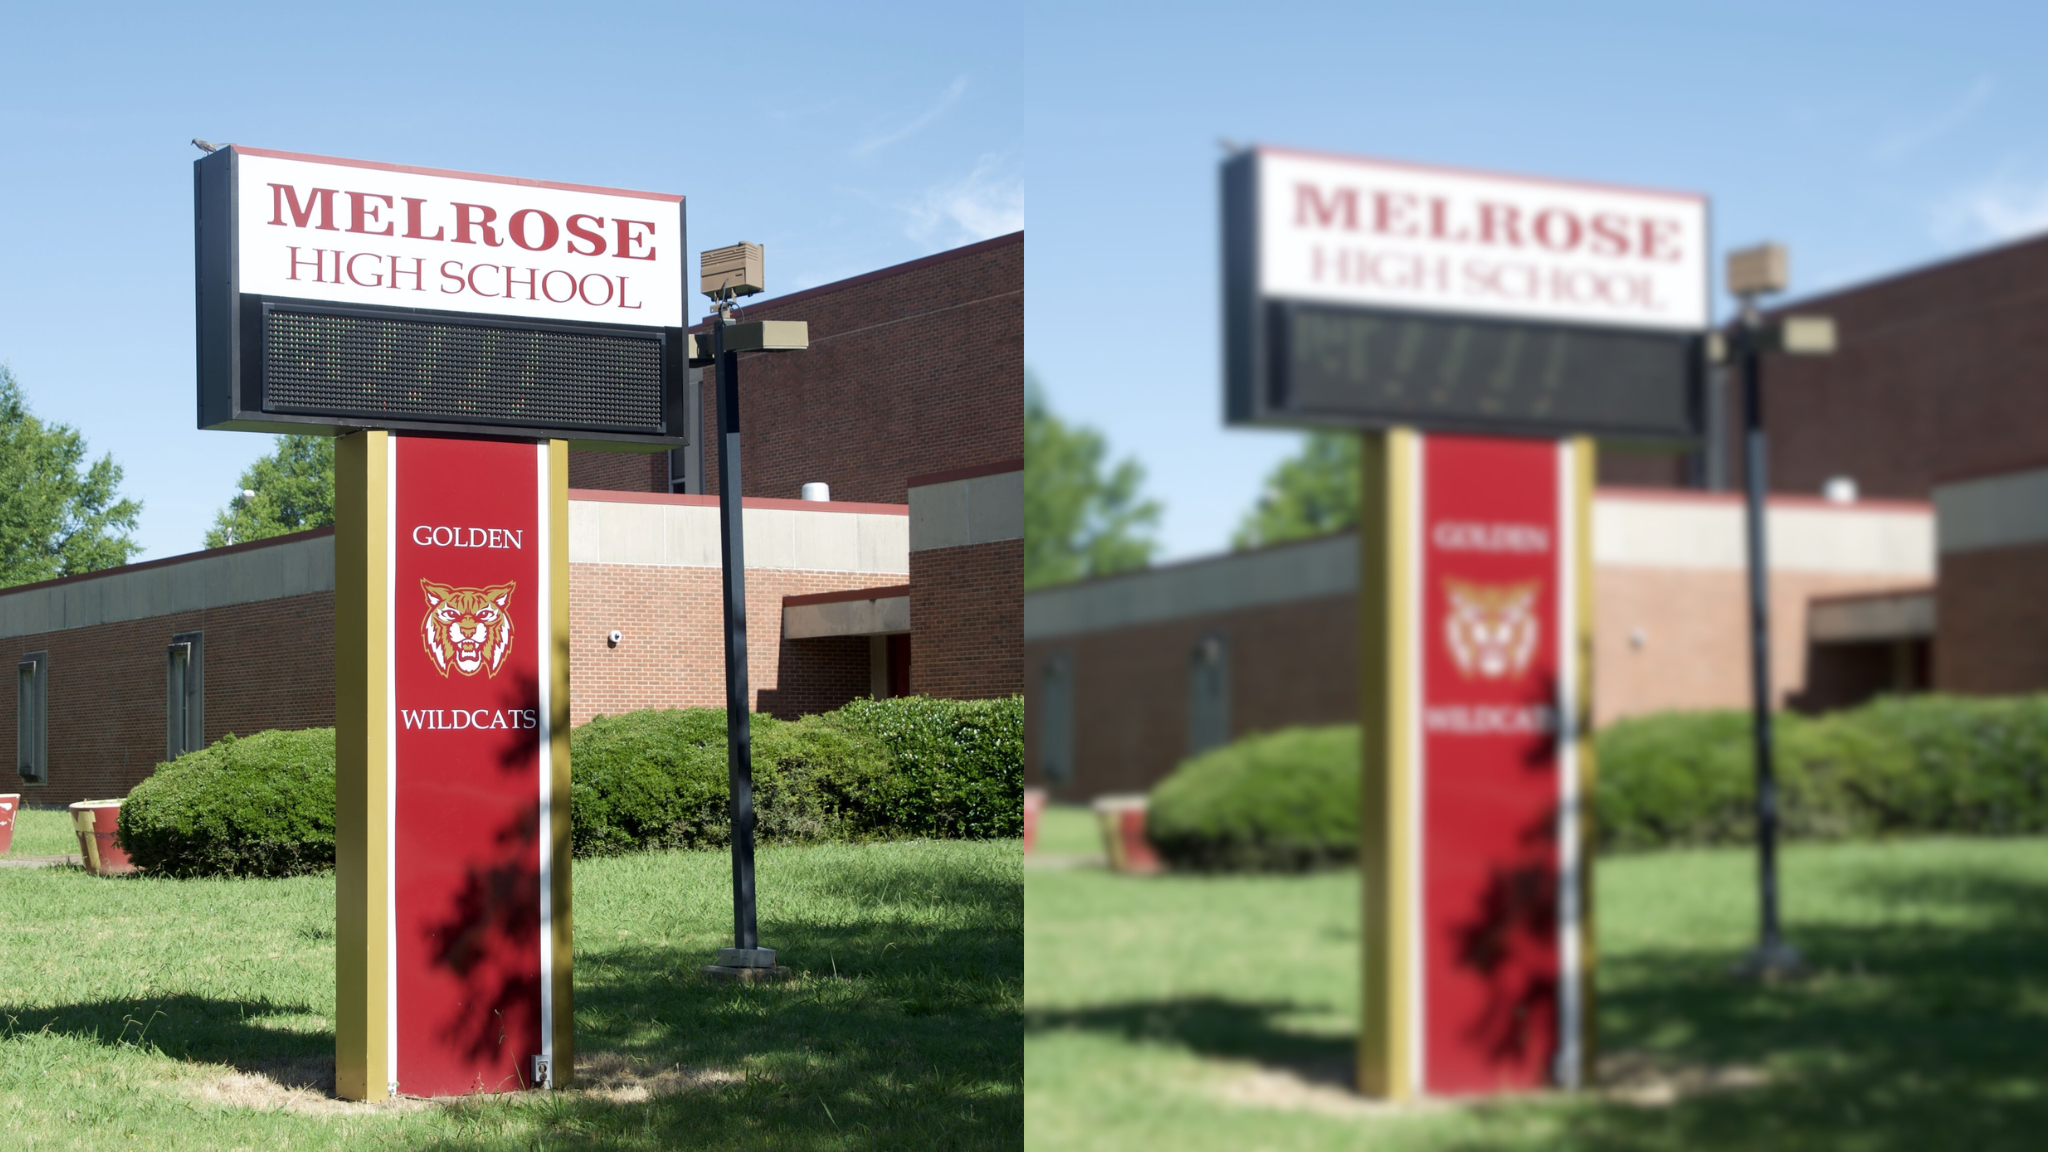 MELROSE
HIGH SCHOOL
GOLDEN
WILDCATS
MELROSE
HIGH SCHOOL
GOLDEN
WILDCATS